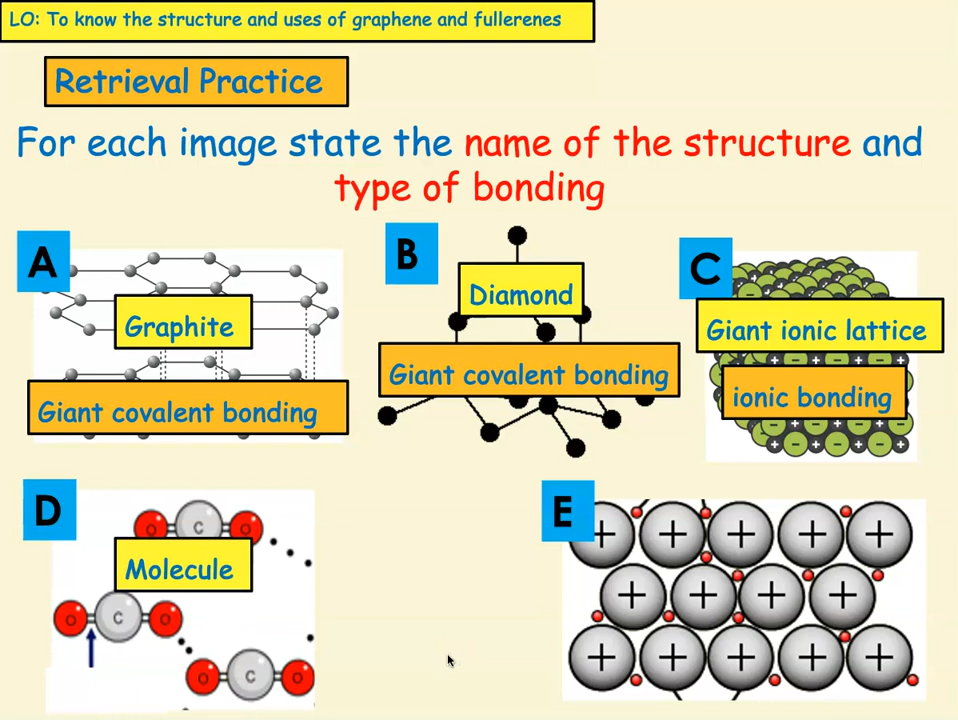 LO: To know the structure and uses of graphene and fullerenes
Retrieval Practice
For each image state the name of the structure and
type of bonding
A
Graphite
Giant covalent bonding
B
Diamond
Giant covalent bonding
C
Giant ionic lattice
ionic bonding
D
Molecule
O C O
O C O
O C O
E
+ + + + +
+ + + +
+ + + + +